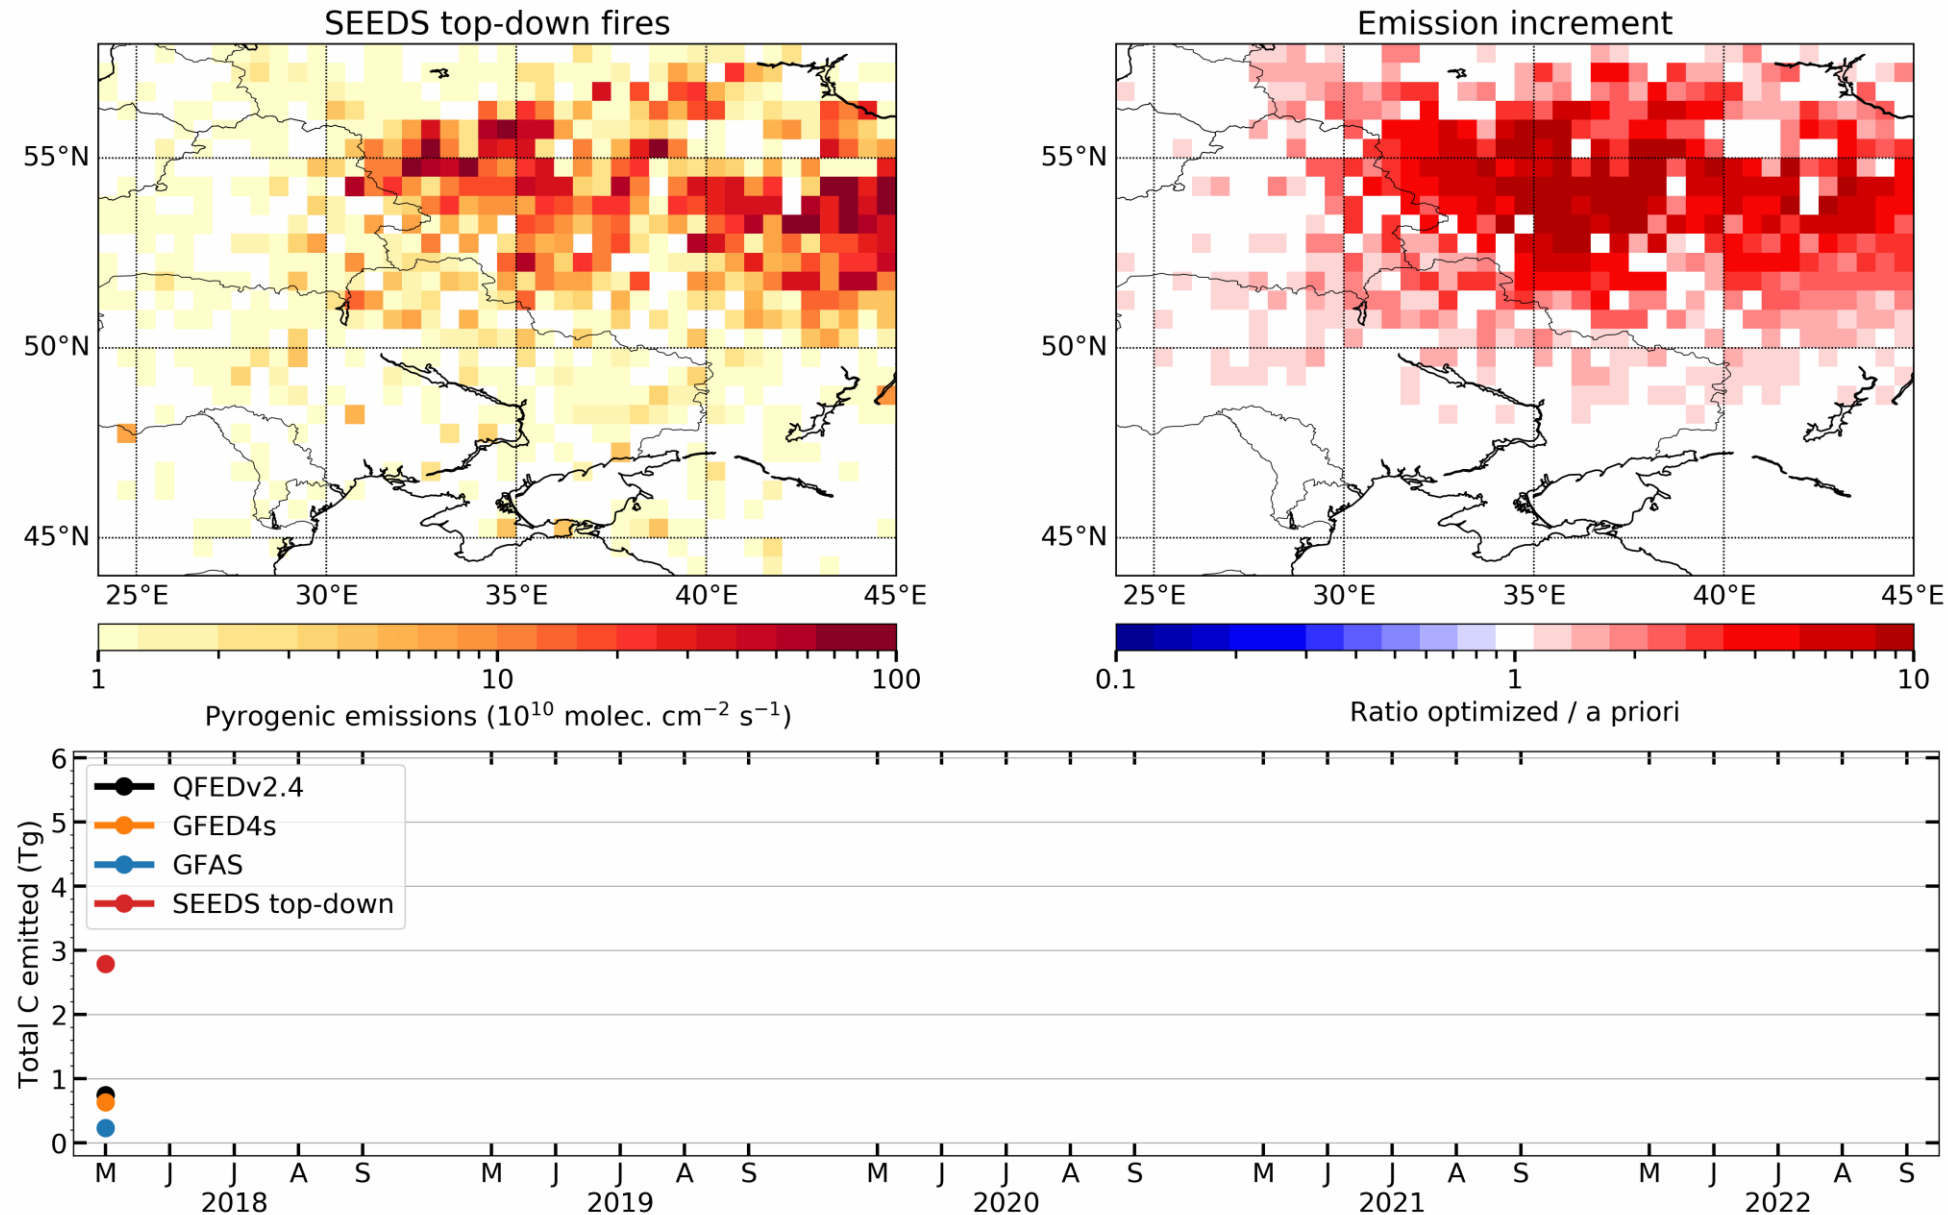 SEEDS top-down fires
Emission increment
55°N
50°N
45°N
25°E 30°E 35°E 40°E 45°E
55°N
50°N
45°N
25°E 30°E 35°E 40°E 45°E
1 10 100
Pyrogenic emissions (10¹⁰ molec. cm⁻² s⁻¹)
0.1 1 10
Ratio optimized / a priori
Total C emitted (Tg)
6
5
4
3
2
1
0
QFEDv2.4
GFED4s
GFAS
SEEDS top-down
M J J A S M J J A S M J J A S M J J A S M J J A S
2018 2019 2020 2021 2022